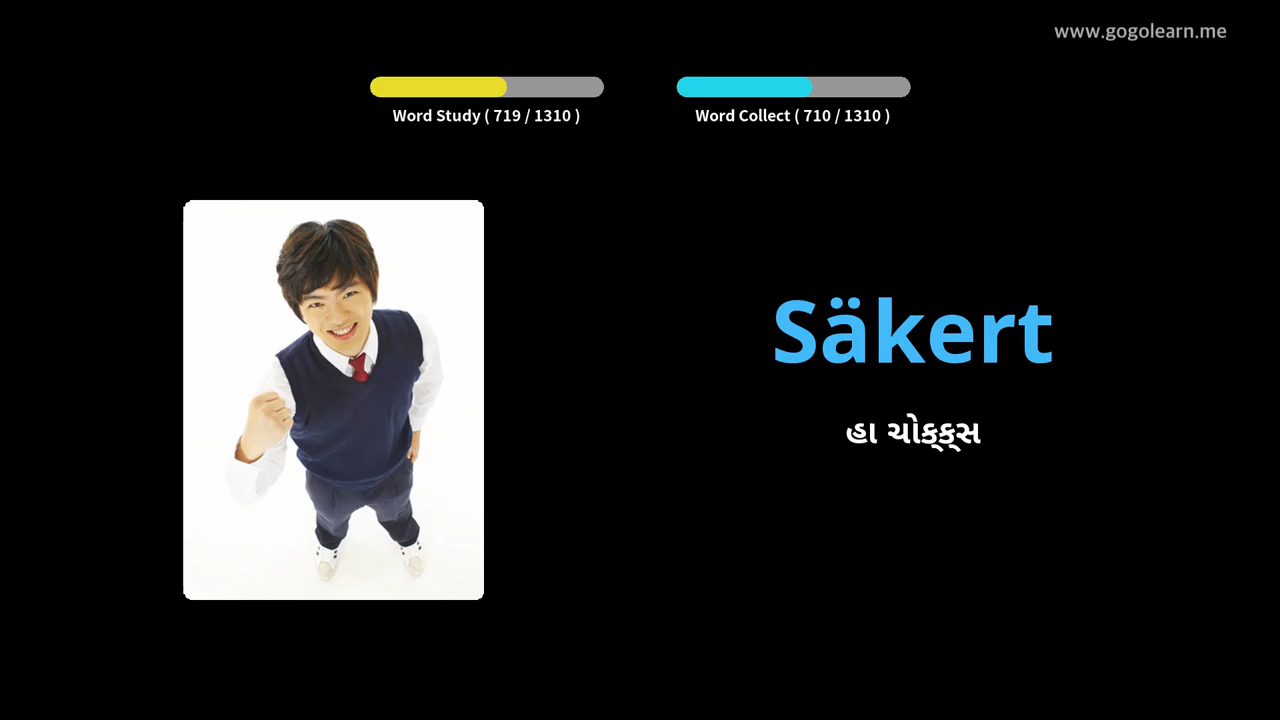 www.gogolearn.me
Word Study ( 719 / 1310 )
Word Collect ( 710 / 1310 )
Säkert
હા ચોક્ક્સ